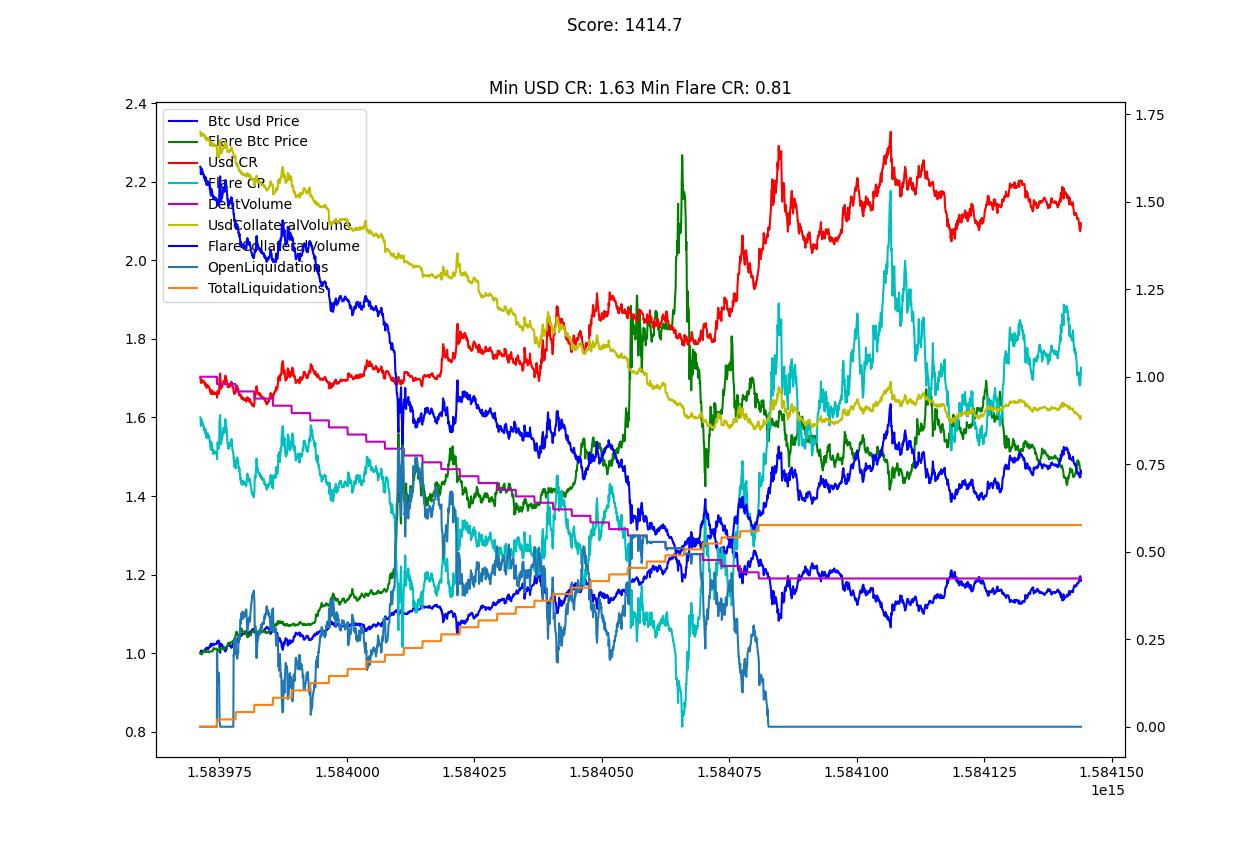 Score: 1414.7
Min USD CR: 1.63 Min Flare CR: 0.81
2.4
2.2
2.0
1.8
1.6
1.4
1.2
1.0
0.8
Btc Usd Price
Flare Btc Price
Usd CR
Flare CR
DebtVolume
UsdCollateralVolume
FlareCollateralVolume
OpenLiquidations
TotalLiquidations
1.75
1.50
1.25
1.00
0.75
0.50
0.25
0.00
1.583975 1.584000 1.584025 1.584050 1.584075 1.584100 1.584125 1.584150
1e15